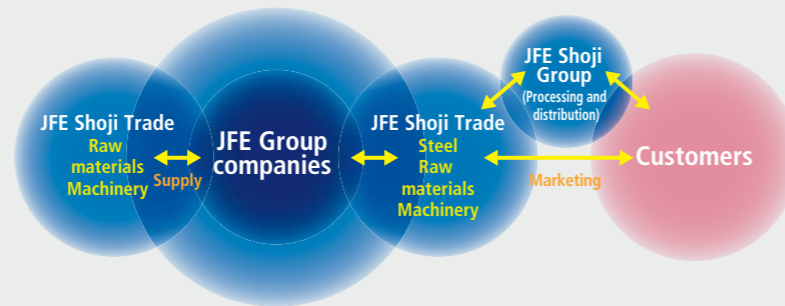 JFE Shoji Trade
Raw
materials
Machinery
Supply
JFE Group
companies
JFE Shoji Trade
Steel
Raw
materials
Machinery
JFE Shoji
Group
(Processing and
distribution)
Marketing
Customers